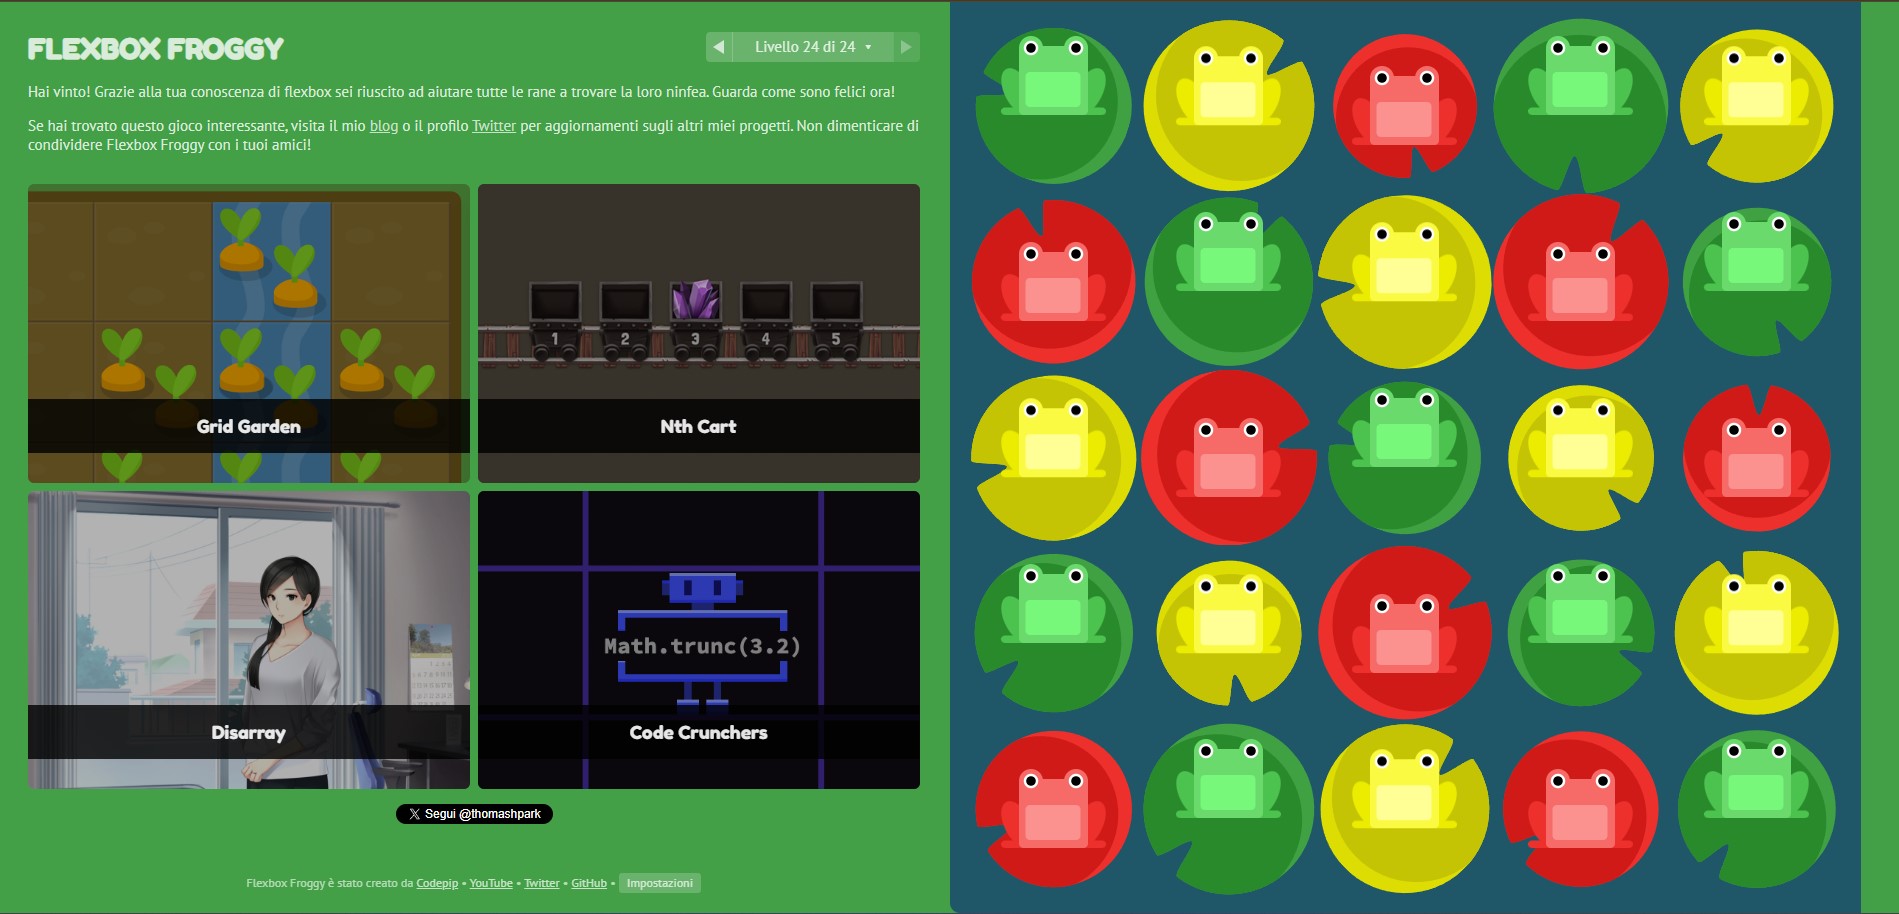 FLEXBOX FROGGY
Livello 24 di 24
Hai vinto! Grazie alla tua conoscenza di flexbox sei riuscito ad aiutare tutte le rane a trovare la loro ninfea. Guarda come sono felici ora!
Se hai trovato questo gioco interessante, visita il mio blog o il profilo Twitter per aggiornamenti sugli altri miei progetti. Non dimenticare di
condividere Flexbox Froggy con i tuoi amici!
1 2 3 4 5
Grid Garden
Nth Cart
Math.trunc(3.2)
Disarray
Code Crunchers
Segui @thomashpark
Flexbox Froggy è stato creato da Codepip • YouTube • Twitter • GitHub • Impostazioni